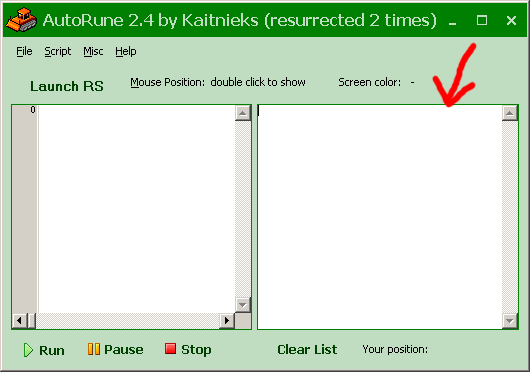 AutoRune 2.4 by Kaitnieks (resurrected 2 times)
File Script Misc Help
Launch RS Mouse Position: double click to show Screen color: -
0
Run Pause Stop Clear List Your position: